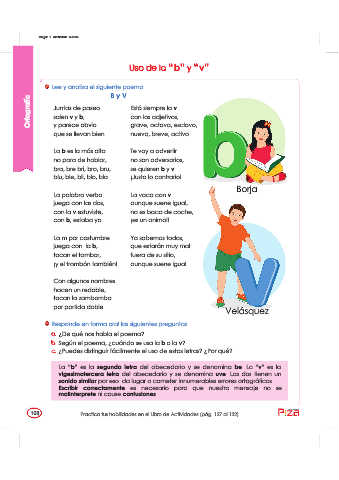 Uso de la "b" y "v"
Ortografía
Lee y analiza el siguiente poema
B y V
Juntas de paseo
salen v y b,
y parece obvio
que se llevan bien
La b es la más alta
no para de hablar,
bra, bre bri, bro, bru,
bla, ble, bli, blo, blu
La palabra verbo
juega con las dos,
con la v estuviste,
con b, estaba yo
La m por costumbre
juega con la b,
tocan el tambor,
¡y el trombón también!
Con algunos nombres
hacen un redoble,
tocan la zambomba
por partida doble
Está siempre la v
con los adjetivos,
grave, octava, esclavo,
nueva, breve, activo
Te voy a advertir
no son adversarias,
se quieren b y v
¡Justo lo contrario!
La vaca con v
aunque suene igual,
no es baca de coche,
¡es un animal!
Ya sabemos todos,
que estarán muy mal
fuera de su sitio,
aunque suene igual
Borja
Velásquez
Responde en forma oral las siguientes preguntas
a. ¿De qué nos habla el poema?
b. Según el poema, ¿cuándo se usa la b o la v?
c. ¿Puedes distinguir fácilmente el uso de estas letras? ¿Por qué?
La "b" es la segunda letra del abecedario y se denomina be. La "v" es la
vigesimotercera letra del abecedario y se denomina uve. Las dos tienen un
sonido similar por eso da lugar a cometer innumerables errores ortográficos
Escribir correctamente es necesario para que nuestro mensaje no se
malinterprete ni cause confusiones
Practica tus habilidades en el Libro de Actividades (pág. 127 al 132)